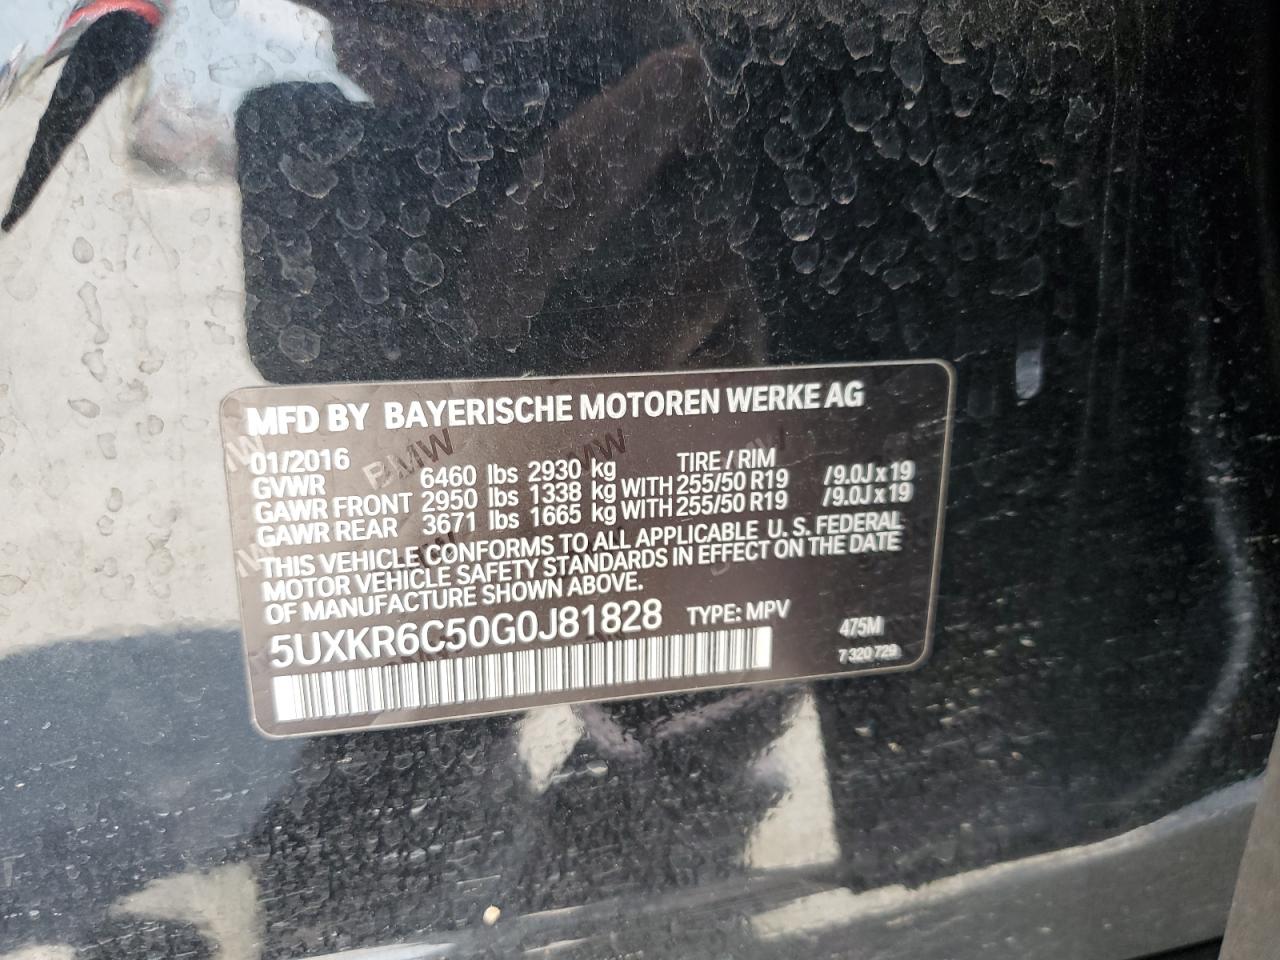 MFD BY BAYERISCHE MOTOREN WERKE AG
01/2016 TIRE / RIM
GVWR 6460 lbs 2930 kg
GAWR FRONT 2950 lbs 1338 kg WITH 255/50 R19 /9.0J x 19
GAWR REAR 3671 lbs 1665 kg WITH 255/50 R19 /9.0J x 19
THIS VEHICLE CONFORMS TO ALL APPLICABLE U. S. FEDERAL
MOTOR VEHICLE SAFETY STANDARDS IN EFFECT ON THE DATE
OF MANUFACTURE SHOWN ABOVE.
5UXKR6C50G0J81828 TYPE: MPV
475M
7 320 729
BMW
BMW